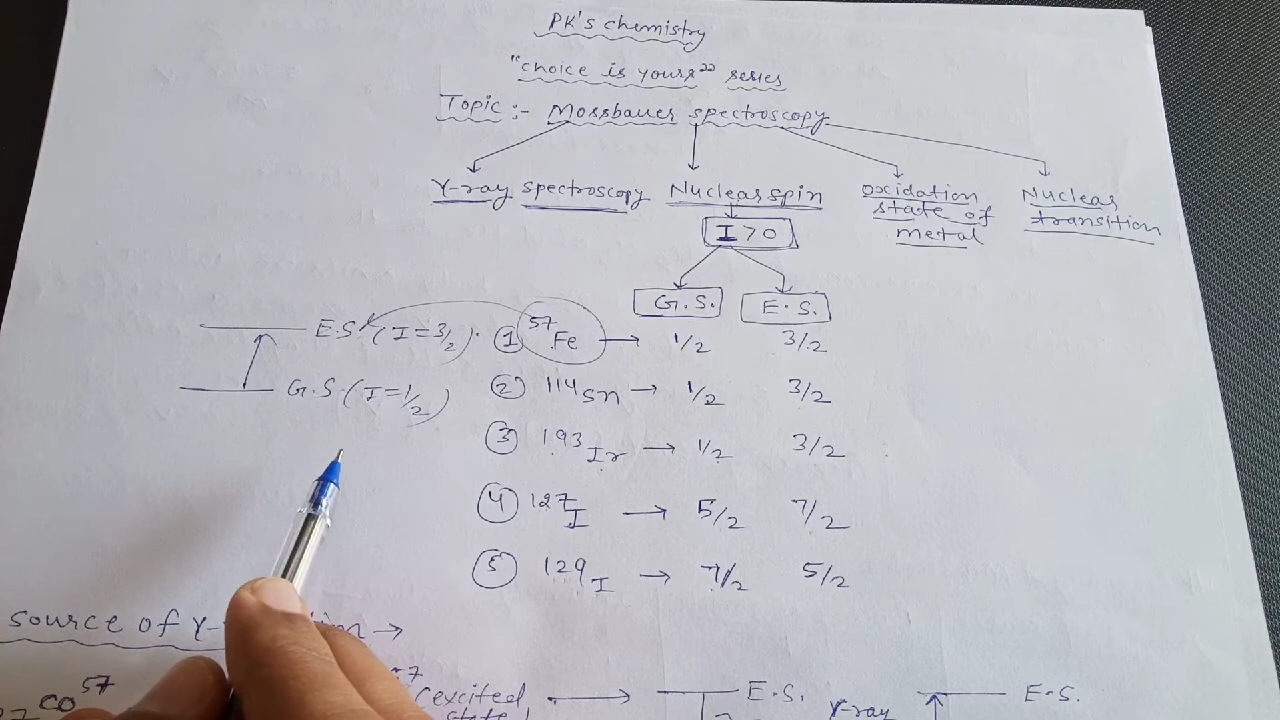 PK's chemistry
"choice is yours" series
Topic :- Mossbauer spectroscopy
γ-ray spectroscopy Nuclear spin oxidation state of metal Nuclear transition
I > 0
G.S. E.S.
E.S (I = 3/2). ① 57Fe → 1/2 3/2
G.S (I = 1/2) ② 114Sn → 1/2 3/2
③ 193Ir → 1/2 3/2
④ 127I → 5/2 7/2
⑤ 129I → 7/2 5/2
source of γ- →
Co57
(excited state) → E.S. γ-ray E.S.